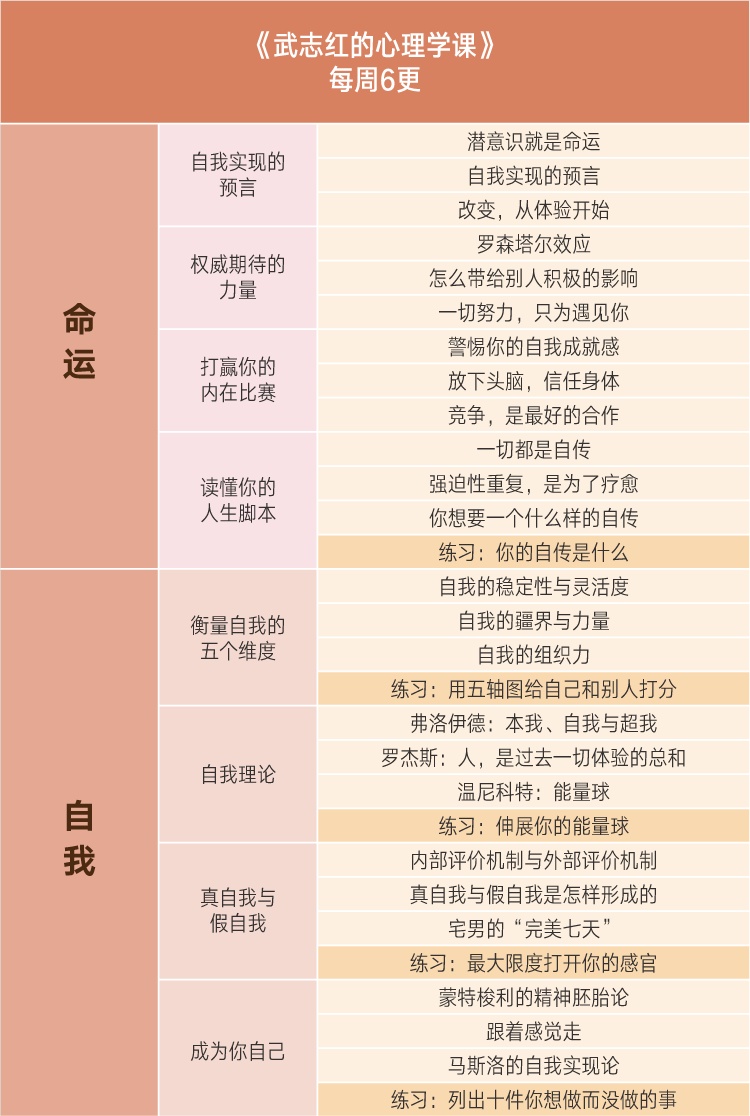 《武志红的心理学课》
每周6更
命
运
自我实现的
预言
潜意识就是命运
自我实现的预言
改变，从体验开始
权威期待的
力量
罗森塔尔效应
怎么带给别人积极的影响
一切努力，只为遇见你
打赢你的
内在比赛
警惕你的自我成就感
放下头脑，信任身体
竞争，是最好的合作
读懂你的
人生脚本
一切都是自传
强迫性重复，是为了疗愈
你想要一个什么样的自传
练习：你的自传是什么
自
我
衡量自我的
五个维度
自我的稳定性与灵活度
自我的疆界与力量
自我的组织力
练习：用五轴图给自己和别人打分
自我理论
弗洛伊德：本我、自我与超我
罗杰斯：人，是过去一切体验的总和
温尼科特：能量球
练习：伸展你的能量球
真自我与
假自我
内部评价机制与外部评价机制
真自我与假自我是怎样形成的
宅男的“完美七天”
练习：最大限度打开你的感官
成为你自己
蒙特梭利的精神胚胎论
跟着感觉走
马斯洛的自我实现论
练习：列出十件你想做而没做的事